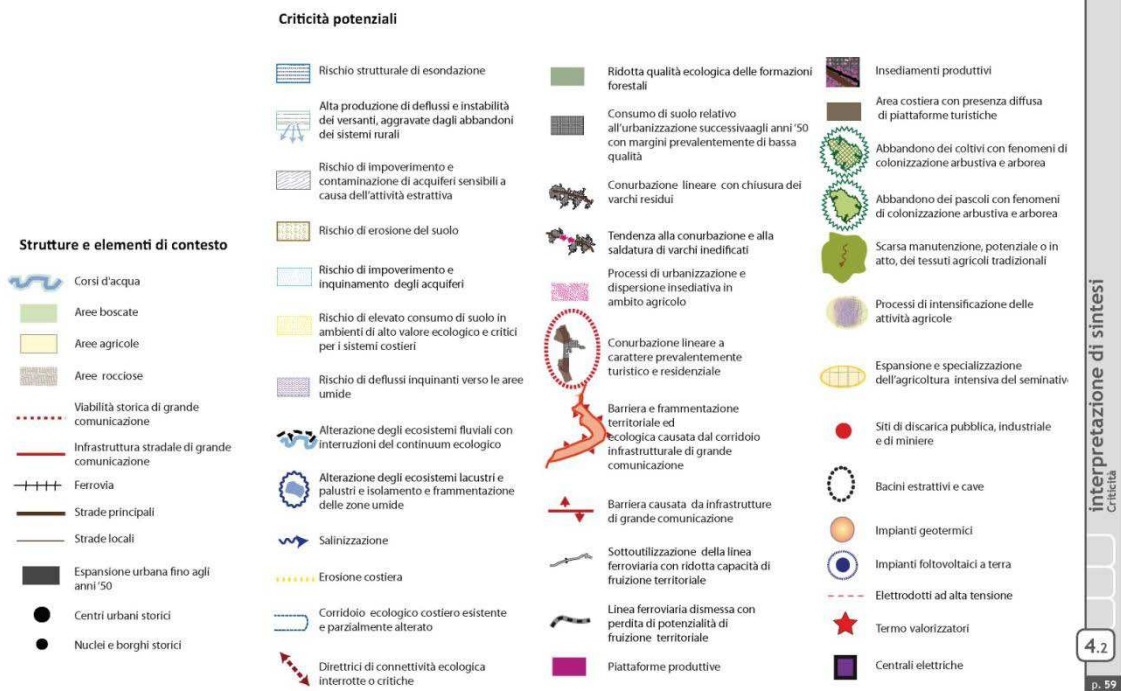 Criticità potenziali
Strutture e elementi di contesto
Corsi d'acqua
Aree boscate
Aree agricole
Aree rocciose
Viabilità storica di grande
comunicazione
Infrastruttura stradale di grande
comunicazione
Ferrovia
Strade principali
Strade locali
Espansione urbana fino agli
anni '50
Centri urbani storici
Nuclei e borghi storici
Rischio strutturale di esondazione
Alta produzione di deflussi e instabilità
dei versanti, aggravate dagli abbandoni
dei sistemi rurali
Rischio di impoverimento e
contaminazione di acquiferi sensibili a
causa dell'attività estrattiva
Rischio di erosione del suolo
Rischio di impoverimento e
inquinamento degli acquiferi
Rischio di elevato consumo di suolo in
ambienti di alto valore ecologico e critici
per i sistemi costieri
Rischio di deflussi inquinanti verso le aree
umide
Alterazione degli ecosistemi fluviali con
interruzioni del continuum ecologico
Alterazione degli ecosistemi lacustri e
palustri e isolamento e frammentazione
delle zone umide
Salinizzazione
Erosione costiera
Corridoio ecologico costiero esistente
e parzialmente alterato
Direttrici di connettività ecologica
interrotte o critiche
Ridotta qualità ecologica delle formazioni
forestali
Consumo di suolo relativo
all'urbanizzazione successivaagli anni '50
con margini prevalentemente di bassa
qualità
Conurbazione lineare con chiusura dei
varchi residui
Tendenza alla conurbazione e alla
saldatura di varchi inedificati
Processi di urbanizzazione e
dispersione insediativa in
ambito agricolo
Conurbazione lineare a
carattere prevalentemente
turistico e residenziale
Barriera e frammentazione
territoriale ed
ecologica causata dal corridoio
infrastrutturale di grande
comunicazione
Barriera causata da infrastrutture
di grande comunicazione
Sottoutilizzazione della linea
ferroviaria con ridotta capacità di
fruizione territoriale
Linea ferroviaria dismessa con
perdita di potenzialità di
fruizione territoriale
Piattaforme produttive
Insediamenti produttivi
Area costiera con presenza diffusa
di piattaforme turistiche
Abbandono dei coltivi con fenomeni di
colonizzazione arbustiva e arborea
Abbandono dei pascoli con fenomeni
di colonizzazione arbustiva e arborea
Scarsa manutenzione, potenziale o in
atto, dei tessuti agricoli tradizionali
Processi di intensificazione delle
attività agricole
Espansione e specializzazione
dell'agricoltura intensiva del seminativo
Siti di discarica pubblica, industriale
e di miniere
Bacini estrattivi e cave
Impianti geotermici
Impianti foltovoltaici a terra
Elettrodotti ad alta tensione
Termo valorizzatori
Centrali elettriche
interpretazione di sintesi
Criticità
4.2
p. 59